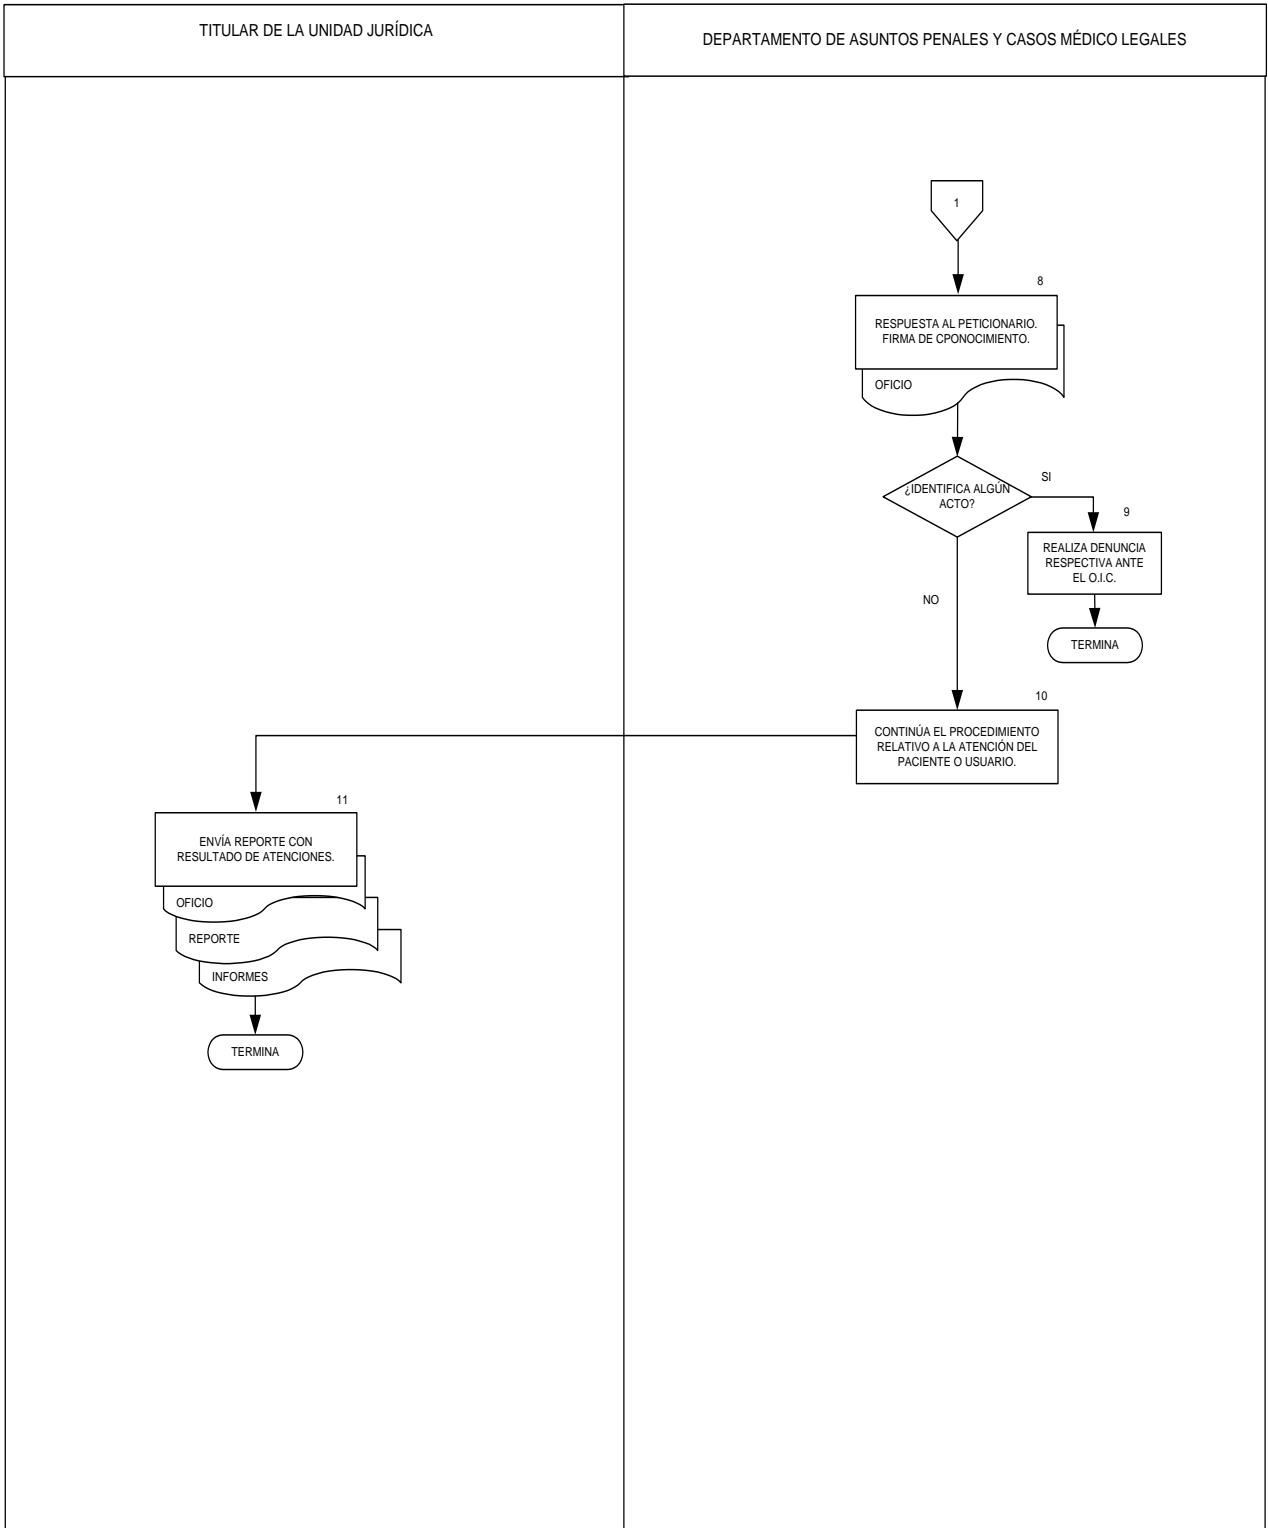 TITULAR DE LA UNIDAD JURÍDICA
DEPARTAMENTO DE ASUNTOS PENALES Y CASOS MÉDICO LEGALES
1
8
RESPUESTA AL PETICIONARIO.
FIRMA DE CPONOCIMIENTO.
OFICIO
¿IDENTIFICA ALGÚN
ACTO?
SI
9
REALIZA DENUNCIA
RESPECTIVA ANTE
EL O.I.C.
NO
TERMINA
10
CONTINÚA EL PROCEDIMIENTO
RELATIVO A LA ATENCIÓN DEL
PACIENTE O USUARIO.
11
ENVÍA REPORTE CON
RESULTADO DE ATENCIONES.
OFICIO
REPORTE
INFORMES
TERMINA